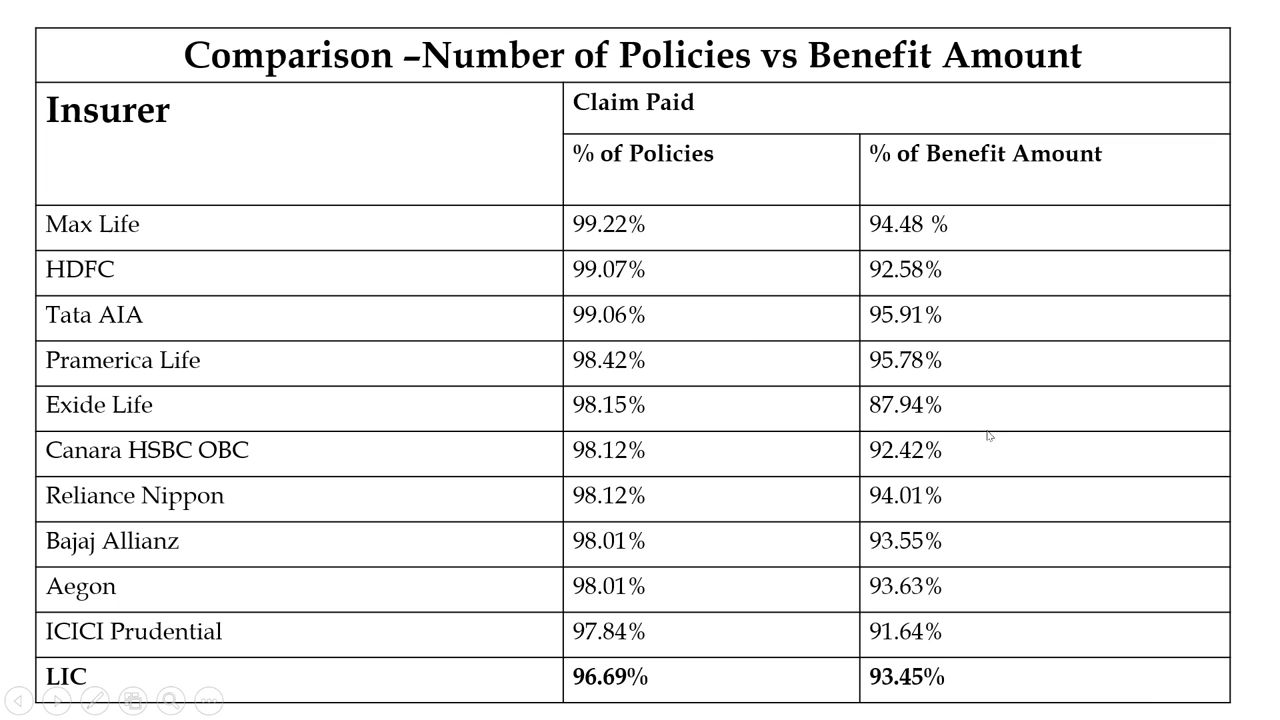 Comparison –Number of Policies vs Benefit Amount
Insurer
Claim Paid
% of Policies % of Benefit Amount
Max Life 99.22% 94.48 %
HDFC 99.07% 92.58%
Tata AIA 99.06% 95.91%
Pramerica Life 98.42% 95.78%
Exide Life 98.15% 87.94%
Canara HSBC OBC 98.12% 92.42%
Reliance Nippon 98.12% 94.01%
Bajaj Allianz 98.01% 93.55%
Aegon 98.01% 93.63%
ICICI Prudential 97.84% 91.64%
LIC 96.69% 93.45%